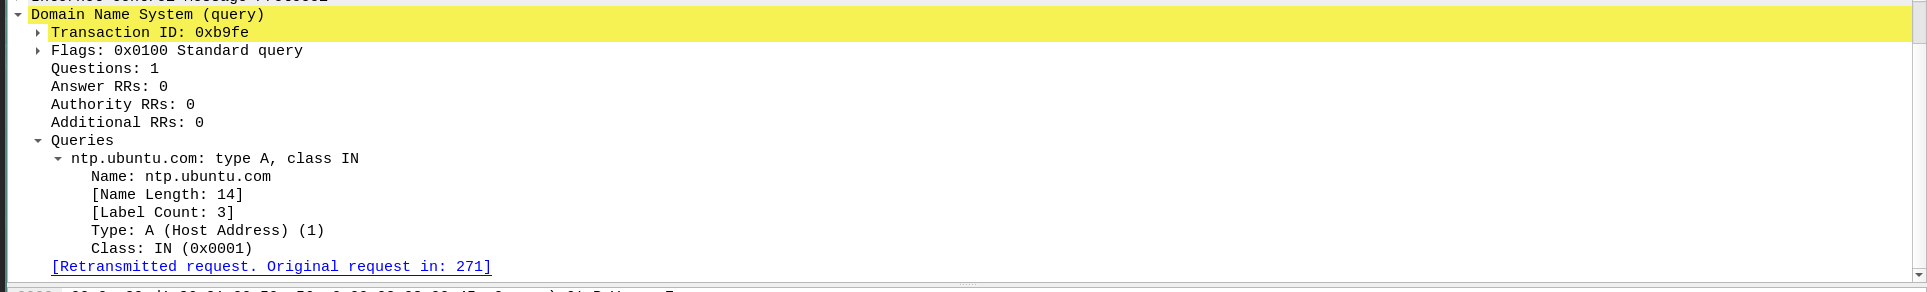 Domain Name System (query)
Transaction ID: 0xb9fe
Flags: 0x0100 Standard query
Questions: 1
Answer RRs: 0
Authority RRs: 0
Additional RRs: 0
Queries
ntp.ubuntu.com: type A, class IN
Name: ntp.ubuntu.com
[Name Length: 14]
[Label Count: 3]
Type: A (Host Address) (1)
Class: IN (0x0001)
[Retransmitted request. Original request in: 271]